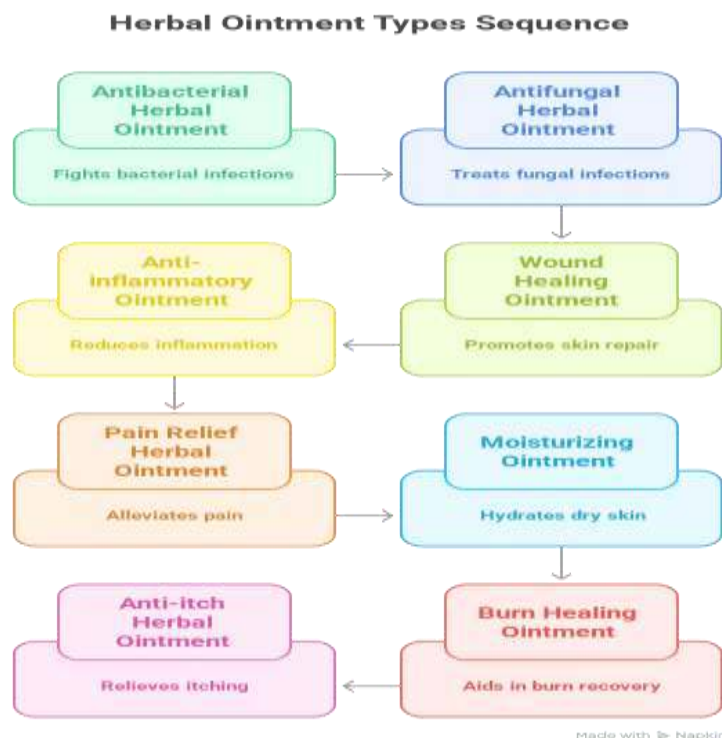 Herbal Ointment Types Sequence
Antibacterial
Herbal
Ointment
Fights bacterial infections
Antifungal
Herbal
Ointment
Treats fungal infections
Wound
Healing
Ointment
Promotes skin repair
Anti-
inflammatory
Ointment
Reduces inflammation
Pain Relief
Herbal
Ointment
Alleviates pain
Moisturizing
Ointment
Hydrates dry skin
Burn Healing
Ointment
Aids in burn recovery
Anti-itch
Herbal
Ointment
Relieves itching
Made with Napkin